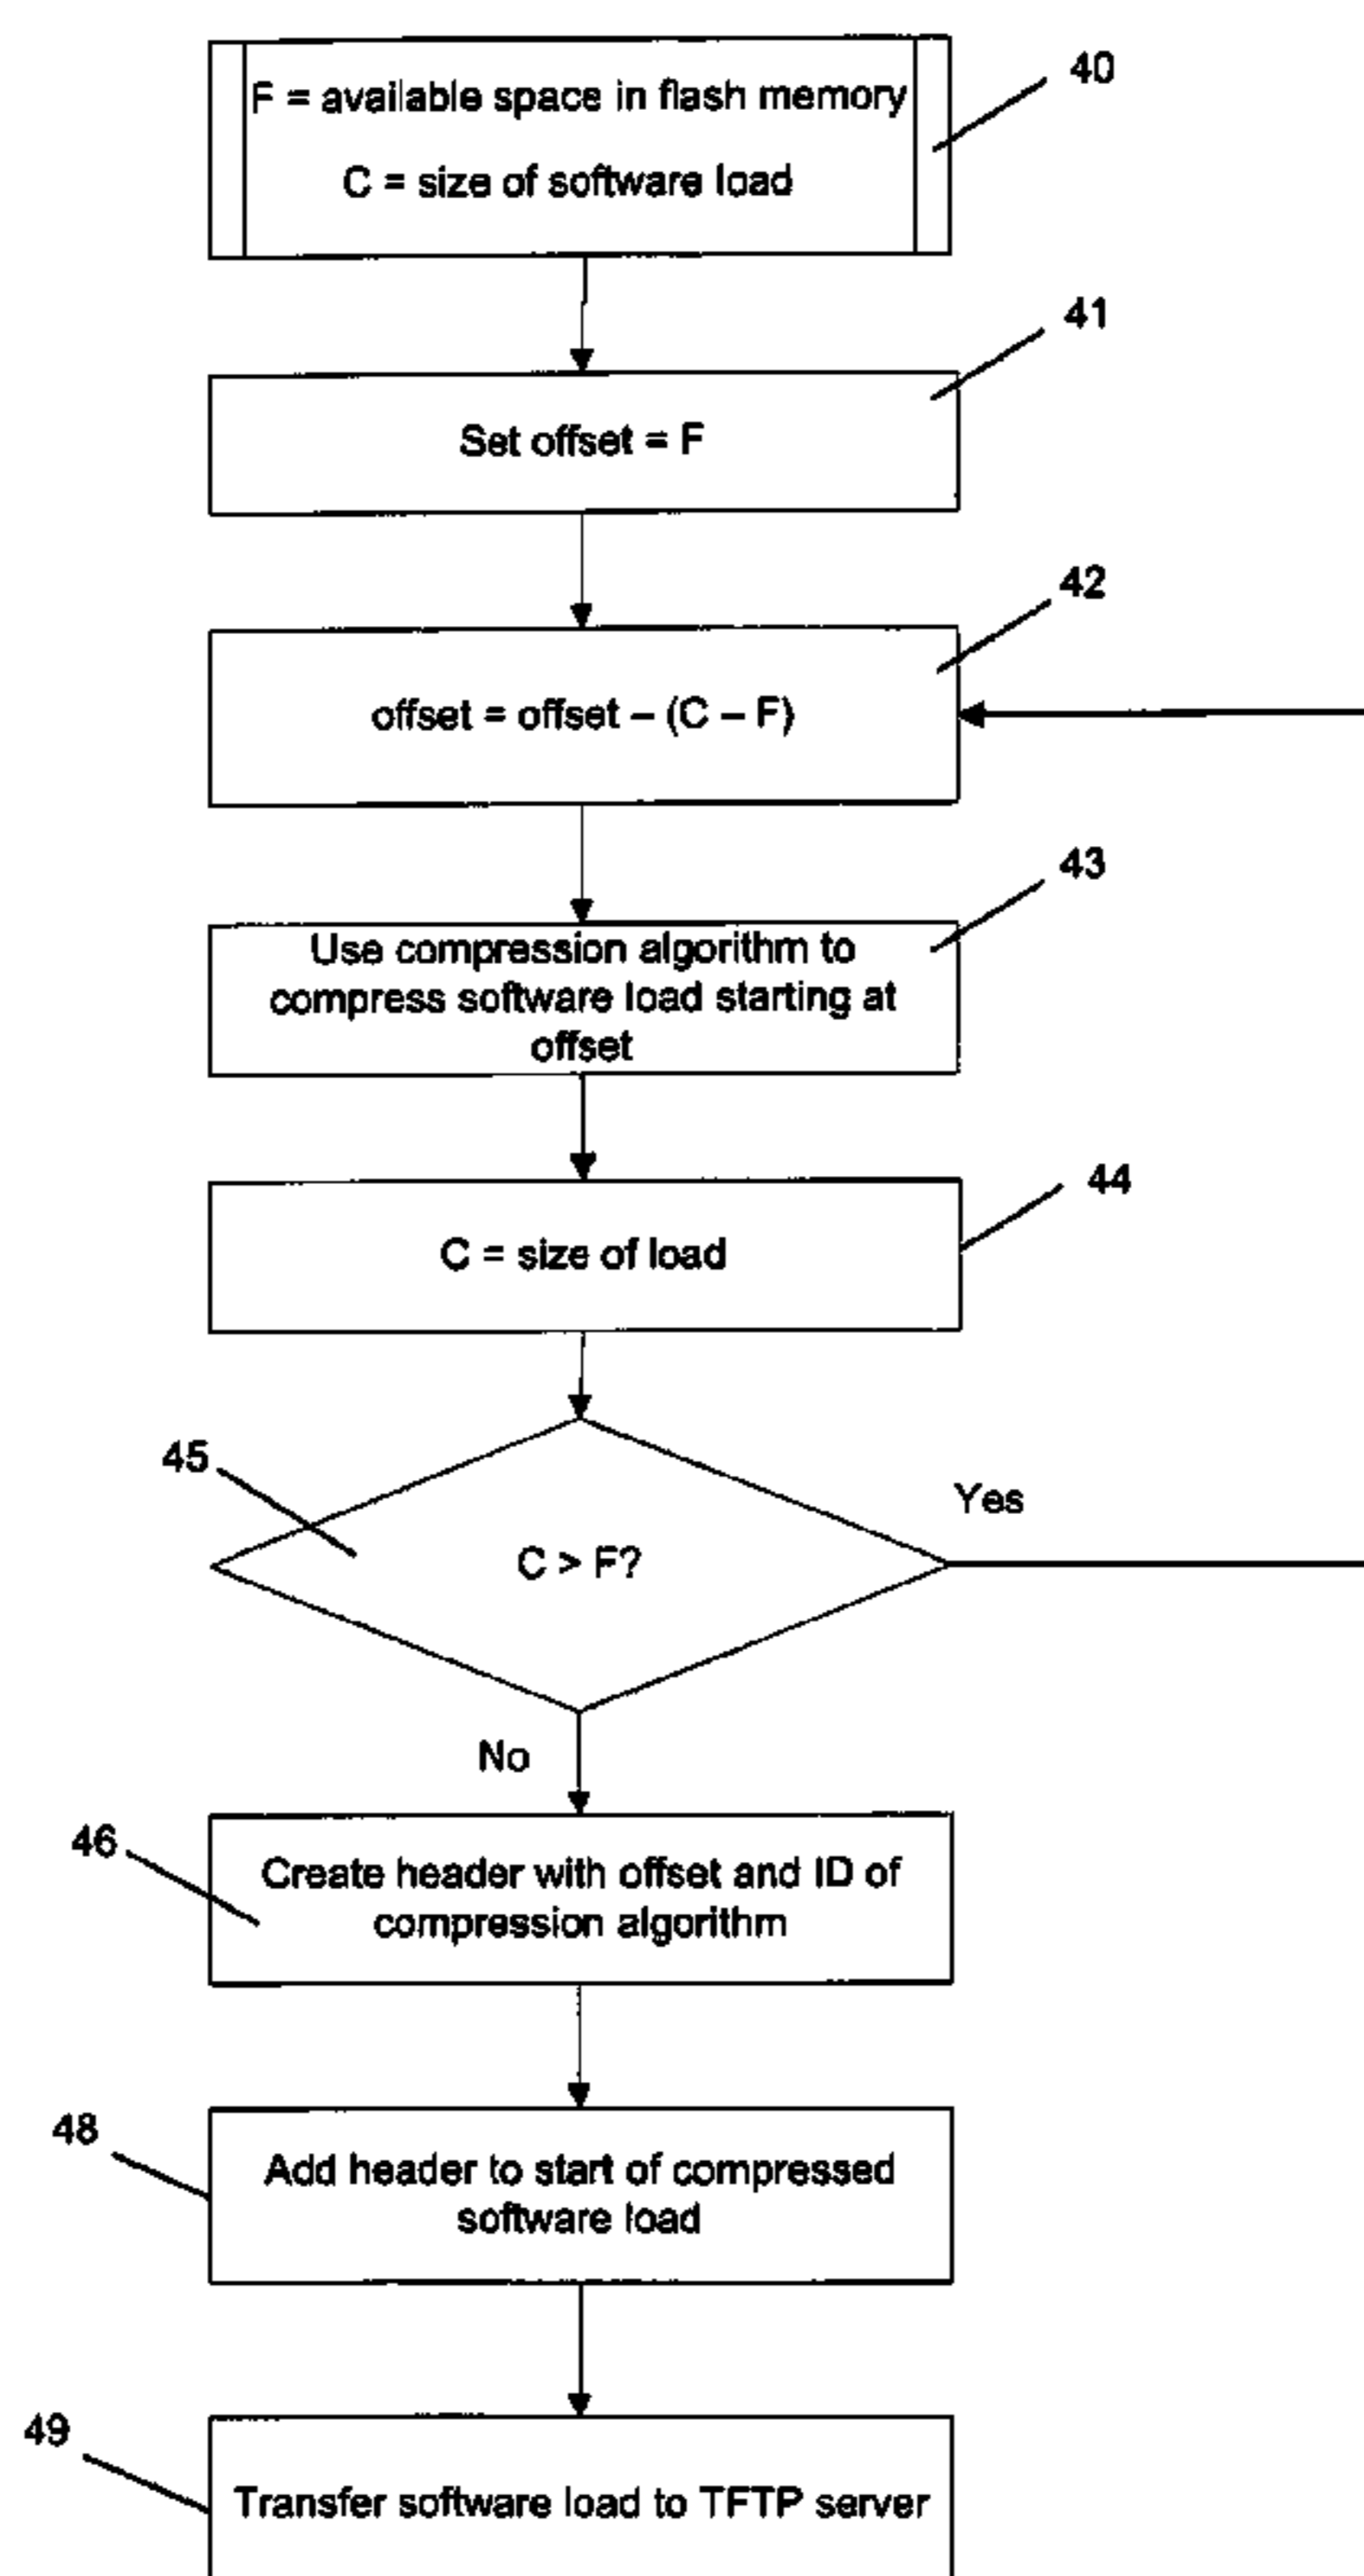 F = available space in flash memory
C = size of software load
40
41
Set offset = F
42
offset = offset – (C – F)
43
Use compression algorithm to
compress software load starting at
offset
44
C = size of load
45
Yes
C > F?
No
46
Create header with offset and ID of
compression algorithm
48
Add header to start of compressed
software load
49
Transfer software load to TFTP server